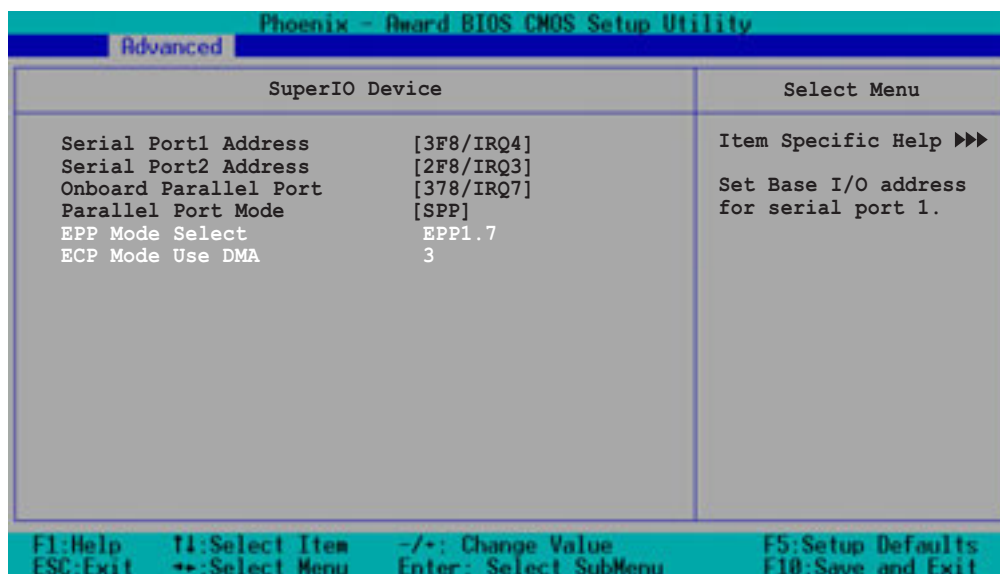 Phoenix - Award BIOS CMOS Setup Utility
Advanced
SuperIO Device
Select Menu
Serial Port1 Address [3F8/IRQ4]
Serial Port2 Address [2F8/IRQ3]
Onboard Parallel Port [378/IRQ7]
Parallel Port Mode [SPP]
EPP Mode Select EPP1.7
ECP Mode Use DMA 3
Item Specific Help ▶▶▶
Set Base I/O address
for serial port 1.
F1:Help ↑↓:Select Item -/+: Change Value F5:Setup Defaults
ESC:Exit ←→:Select Menu Enter: Select SubMenu F10:Save and Exit